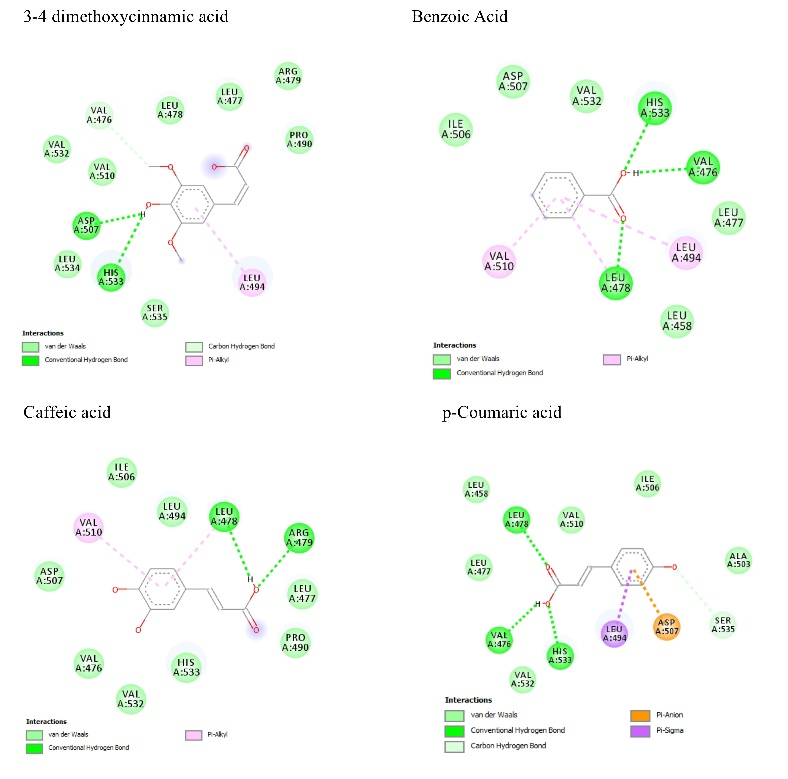 3-4 dimethoxycinnamic acid
ARG
A:479
LEU
A:477
LEU
A:478
VAL
A:476
PRO
A:490
VAL
A:532
VAL
A:510
O
O
O
O
H
O
ASP
A:507
LEU
A:534
HIS
A:533
LEU
A:494
SER
A:535
Interactions
van der Waals
Conventional Hydrogen Bond
Carbon Hydrogen Bond
Pi-Alkyl
Benzoic Acid
ASP
A:507
VAL
A:532
HIS
A:533
ILE
A:506
O H
VAL
A:476
O
LEU
A:477
LEU
A:494
VAL
A:510
LEU
A:478
LEU
A:458
Interactions
van der Waals
Conventional Hydrogen Bond
Pi-Alkyl
Caffeic acid
ILE
A:506
LEU
A:494
LEU
A:478
VAL
A:510
ARG
A:479
ASP
A:507
H
O
O
LEU
A:477
O
O
PRO
A:490
VAL
A:476
HIS
A:533
VAL
A:532
Interactions
van der Waals
Conventional Hydrogen Bond
Pi-Alkyl
p-Coumaric acid
ILE
A:506
LEU
A:458
LEU
A:478
VAL
A:510
ALA
A:503
LEU
A:477
O
O
H O
VAL
A:476
LEU
A:494
ASP
A:507
SER
A:535
HIS
A:533
VAL
A:532
Interactions
van der Waals
Conventional Hydrogen Bond
Carbon Hydrogen Bond
Pi-Anion
Pi-Sigma